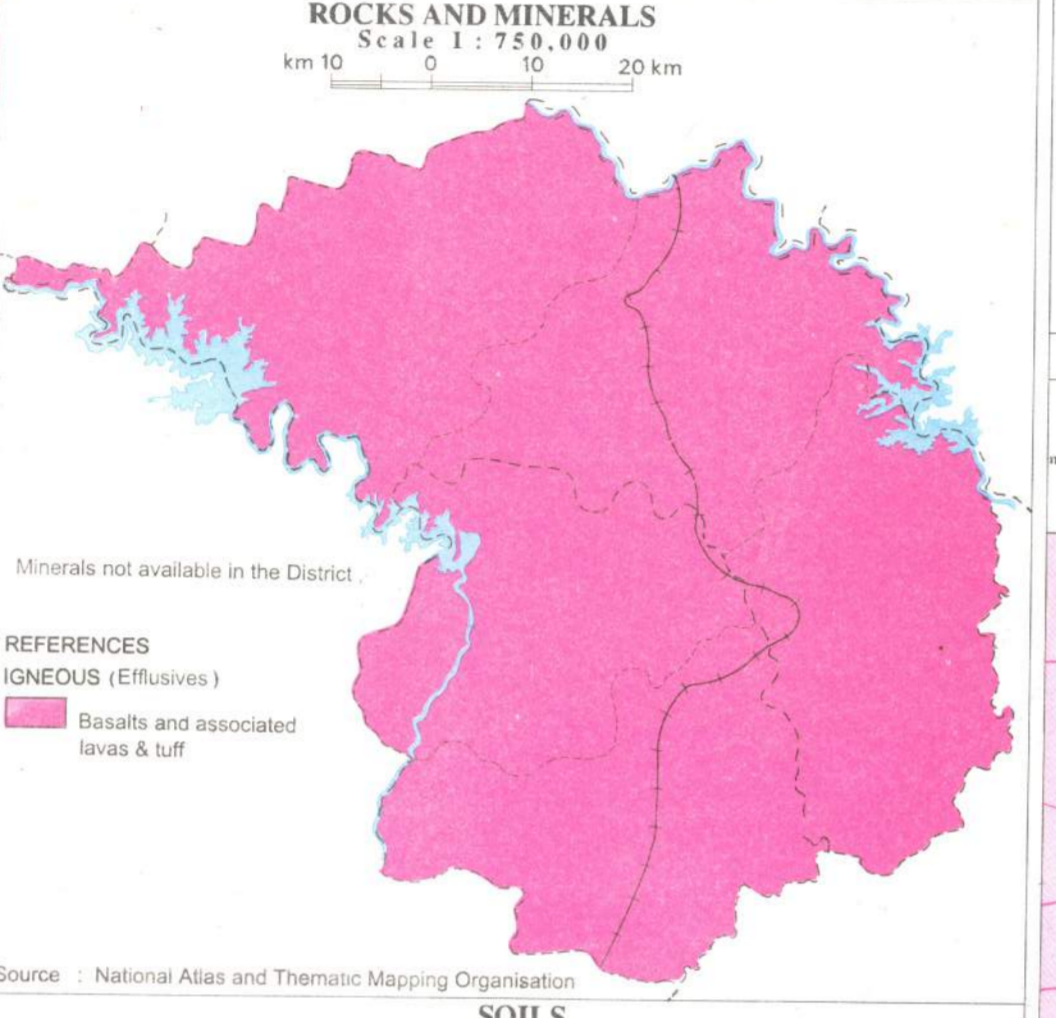 ROCKS AND MINERALS
Scale 1 : 750,000
km 10 0 10 20 km
Minerals not available in the District
REFERENCES
IGNEOUS (Efflusives)
Basalts and associated
lavas & tuff
Source : National Atlas and Thematic Mapping Organisation
SOILS